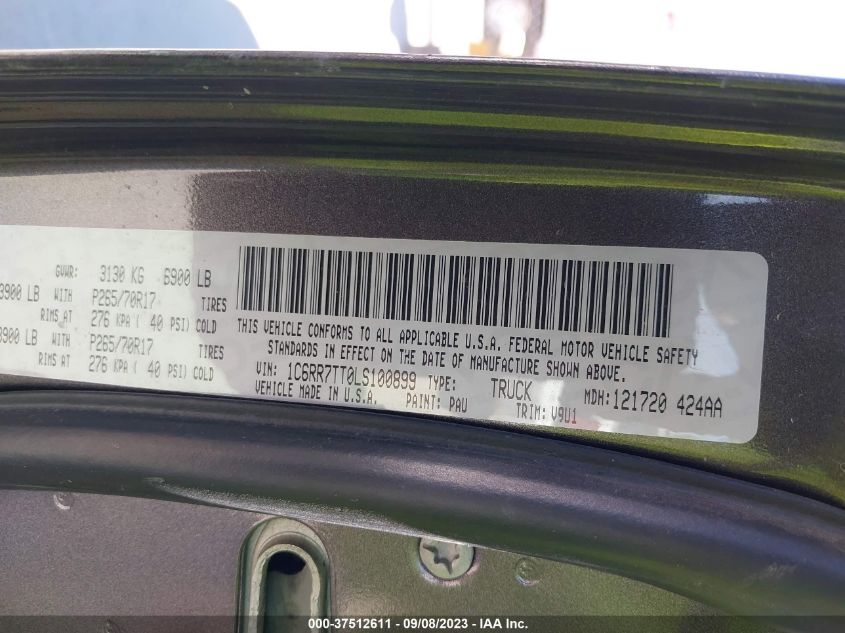 GVWR: 3130 KG 6900 LB
3900 LB WITH P265/70R17 TIRES
RIMS AT 276 KPA ( 40 PSI) COLD
3900 LB WITH P265/70R17 TIRES
RIMS AT 276 KPA ( 40 PSI) COLD
THIS VEHICLE CONFORMS TO ALL APPLICABLE U.S.A. FEDERAL MOTOR VEHICLE SAFETY
STANDARDS IN EFFECT ON THE DATE OF MANUFACTURE SHOWN ABOVE.
VIN: 1C6RR7TT0LS100899 TYPE: TRUCK MDH:121720 424AA
VEHICLE MADE IN U.S.A. PAINT: PAU TRIM: V9U1
000-37512611 - 09/08/2023 - IAA Inc.